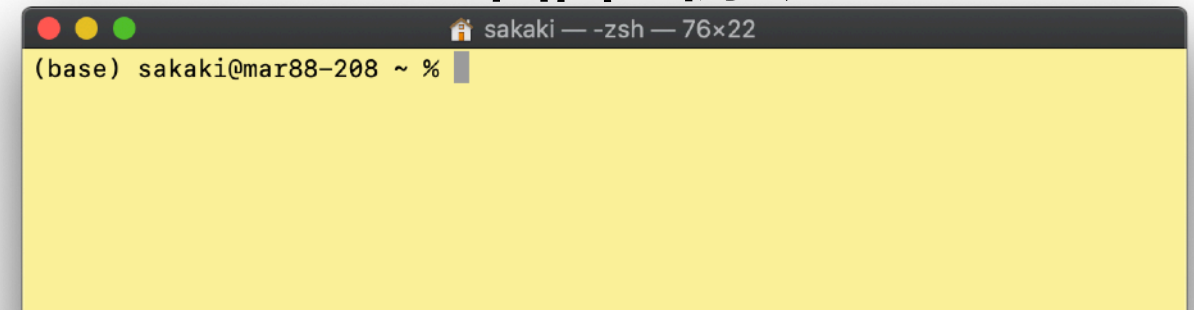 sakaki — -zsh — 76×22
(base) sakaki@mar88-208 ~ %